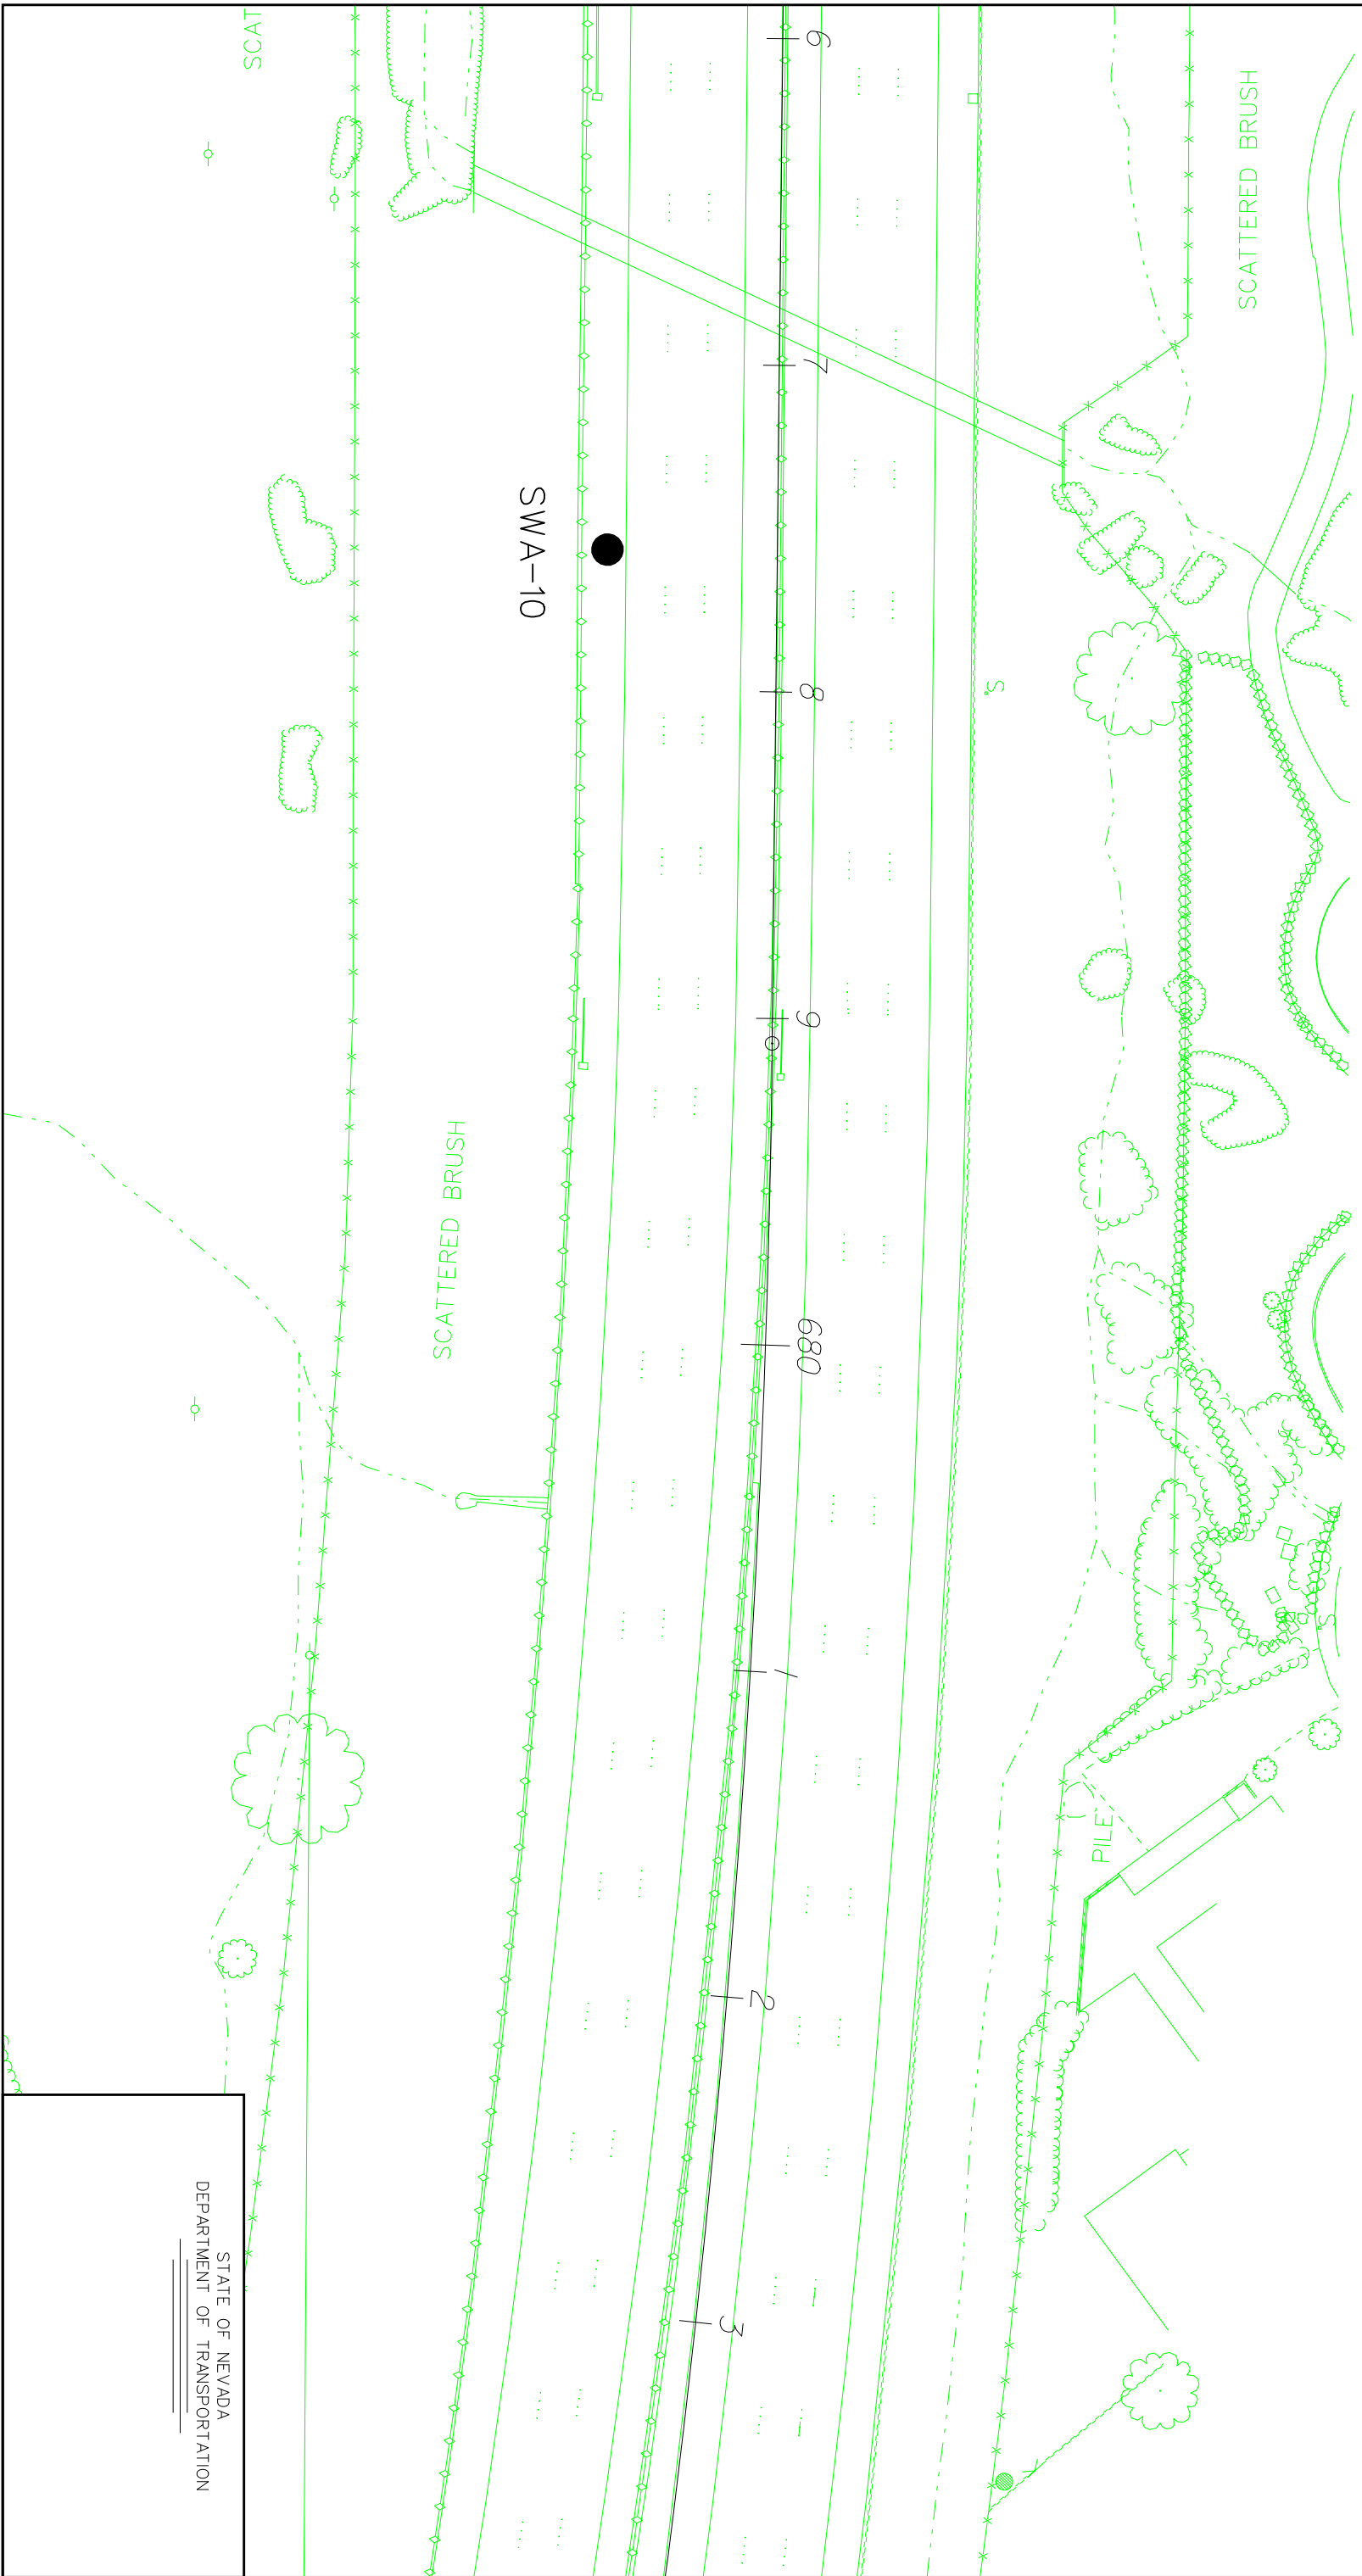 SCAT
SCATTERED BRUSH
6
7
SWA-10
8
S
9
SCATTERED BRUSH
680
1
S
PILE
2
3
STATE OF NEVADA
DEPARTMENT OF TRANSPORTATION